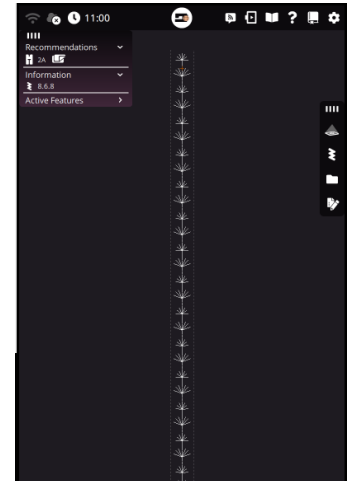 11:00
?
Recommendations
2A
Information
8.6.8
Active Features